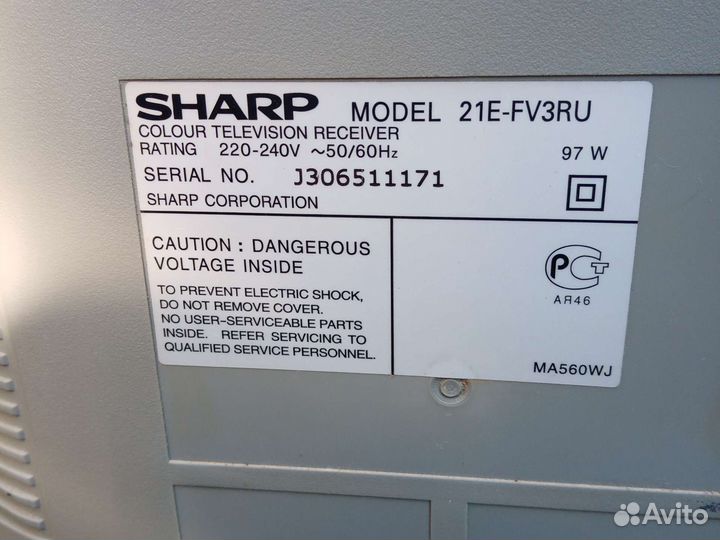 SHARP MODEL 21E-FV3RU
COLOUR TELEVISION RECEIVER
RATING 220-240V ~50/60Hz 97 W
SERIAL NO. J306511171
SHARP CORPORATION
CAUTION : DANGEROUS
VOLTAGE INSIDE
TO PREVENT ELECTRIC SHOCK,
DO NOT REMOVE COVER.
NO USER-SERVICEABLE PARTS
INSIDE. REFER SERVICING TO
QUALIFIED SERVICE PERSONNEL.
РСТ
АЯ46
MA560WJ
Avito